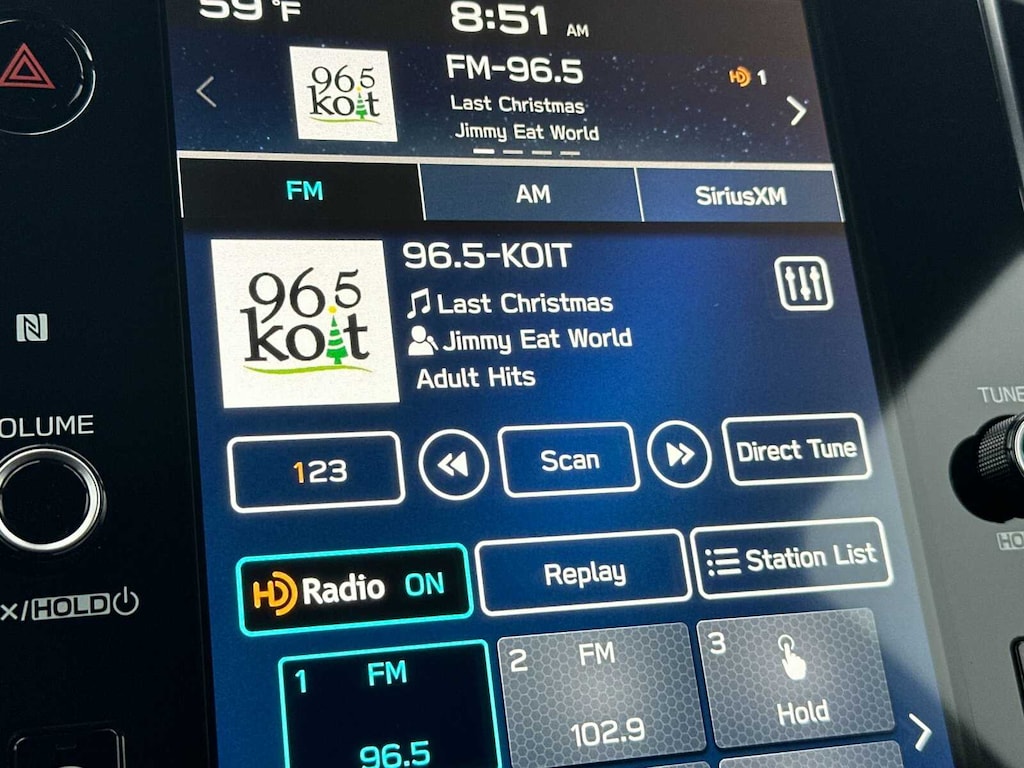 59 °F
8:51 AM
96.5
koit
FM-96.5
HD 1
Last Christmas
Jimmy Eat World
FM
AM
SiriusXM
96.5
koit
96.5-KOIT
Last Christmas
Jimmy Eat World
Adult Hits
OLUME
TUNE
123
Scan
Direct Tune
HD Radio ON
Replay
Station List
HO
×/HOLD
1 FM
96.5
2 FM
102.9
3
Hold